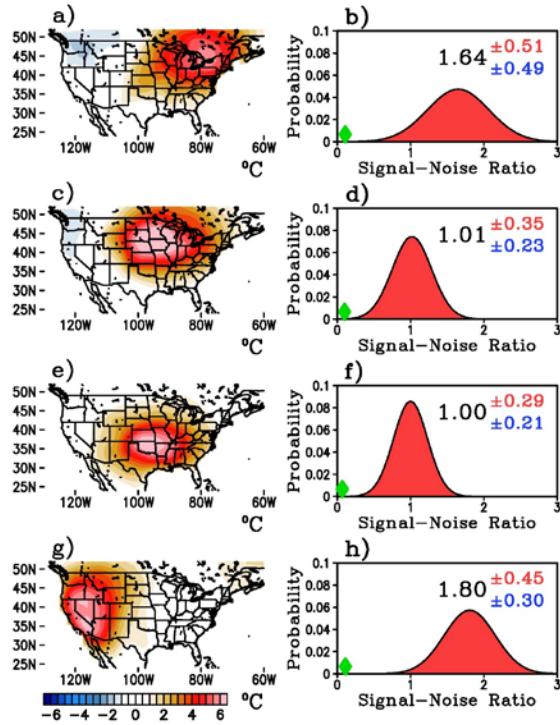 a)
50N
45N
40N
35N
30N
25N
120W 100W 80W 60W
°C
b)
Probability
0.1
0.08
0.06
0.04
0.02
0
1.64
±0.51
±0.49
1 2 3
Signal-Noise Ratio
c)
50N
45N
40N
35N
30N
25N
120W 100W 80W 60W
°C
d)
Probability
0.1
0.08
0.06
0.04
0.02
0
1.01
±0.35
±0.23
0 1 2 3
Signal-Noise Ratio
e)
50N
45N
40N
35N
30N
25N
120W 100W 80W 60W
°C
f)
Probability
0.1
0.08
0.06
0.04
0.02
0
1.00
±0.29
±0.21
1 2 3
Signal-Noise Ratio
g)
50N
45N
40N
35N
30N
25N
120W 100W 80W 60W
-6 -4 -2 0 2 4 6
°C
h)
Probability
0.1
0.08
0.06
0.04
0.02
0
1.80
±0.45
±0.30
0 1 2 3
Signal-Noise Ratio